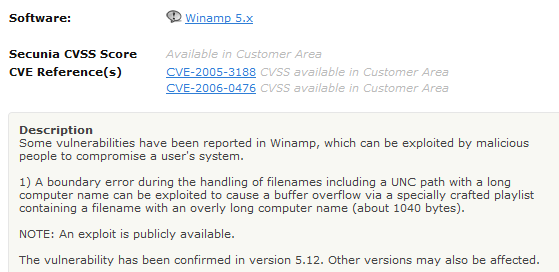 Software: Winamp 5.x
Secunia CVSS Score Available in Customer Area
CVE Reference(s) CVE-2005-3188 CVSS available in Customer Area
CVE-2006-0476 CVSS available in Customer Area
Description
Some vulnerabilities have been reported in Winamp, which can be exploited by malicious
people to compromise a user's system.
1) A boundary error during the handling of filenames including a UNC path with a long
computer name can be exploited to cause a buffer overflow via a specially crafted playlist
containing a filename with an overly long computer name (about 1040 bytes).
NOTE: An exploit is publicly available.
The vulnerability has been confirmed in version 5.12. Other versions may also be affected.